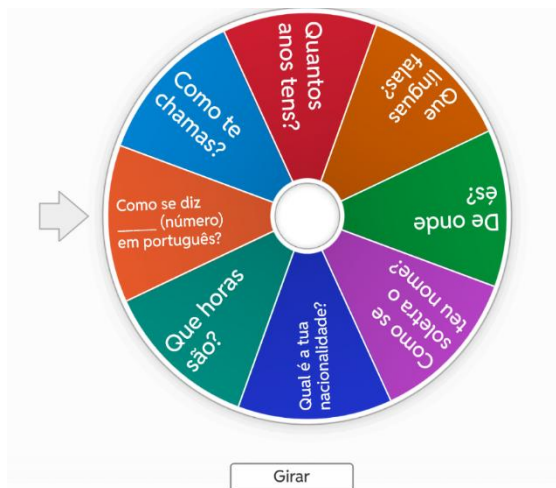 Quantos
anos tens?
Que
línguas
falas?
De onde
és?
Como se
soletra o
teu nome?
Qual é a tua
nacionalidade?
Que horas
são?
Como se diz
_____ (número)
em português?
Como te
chamas?
Girar